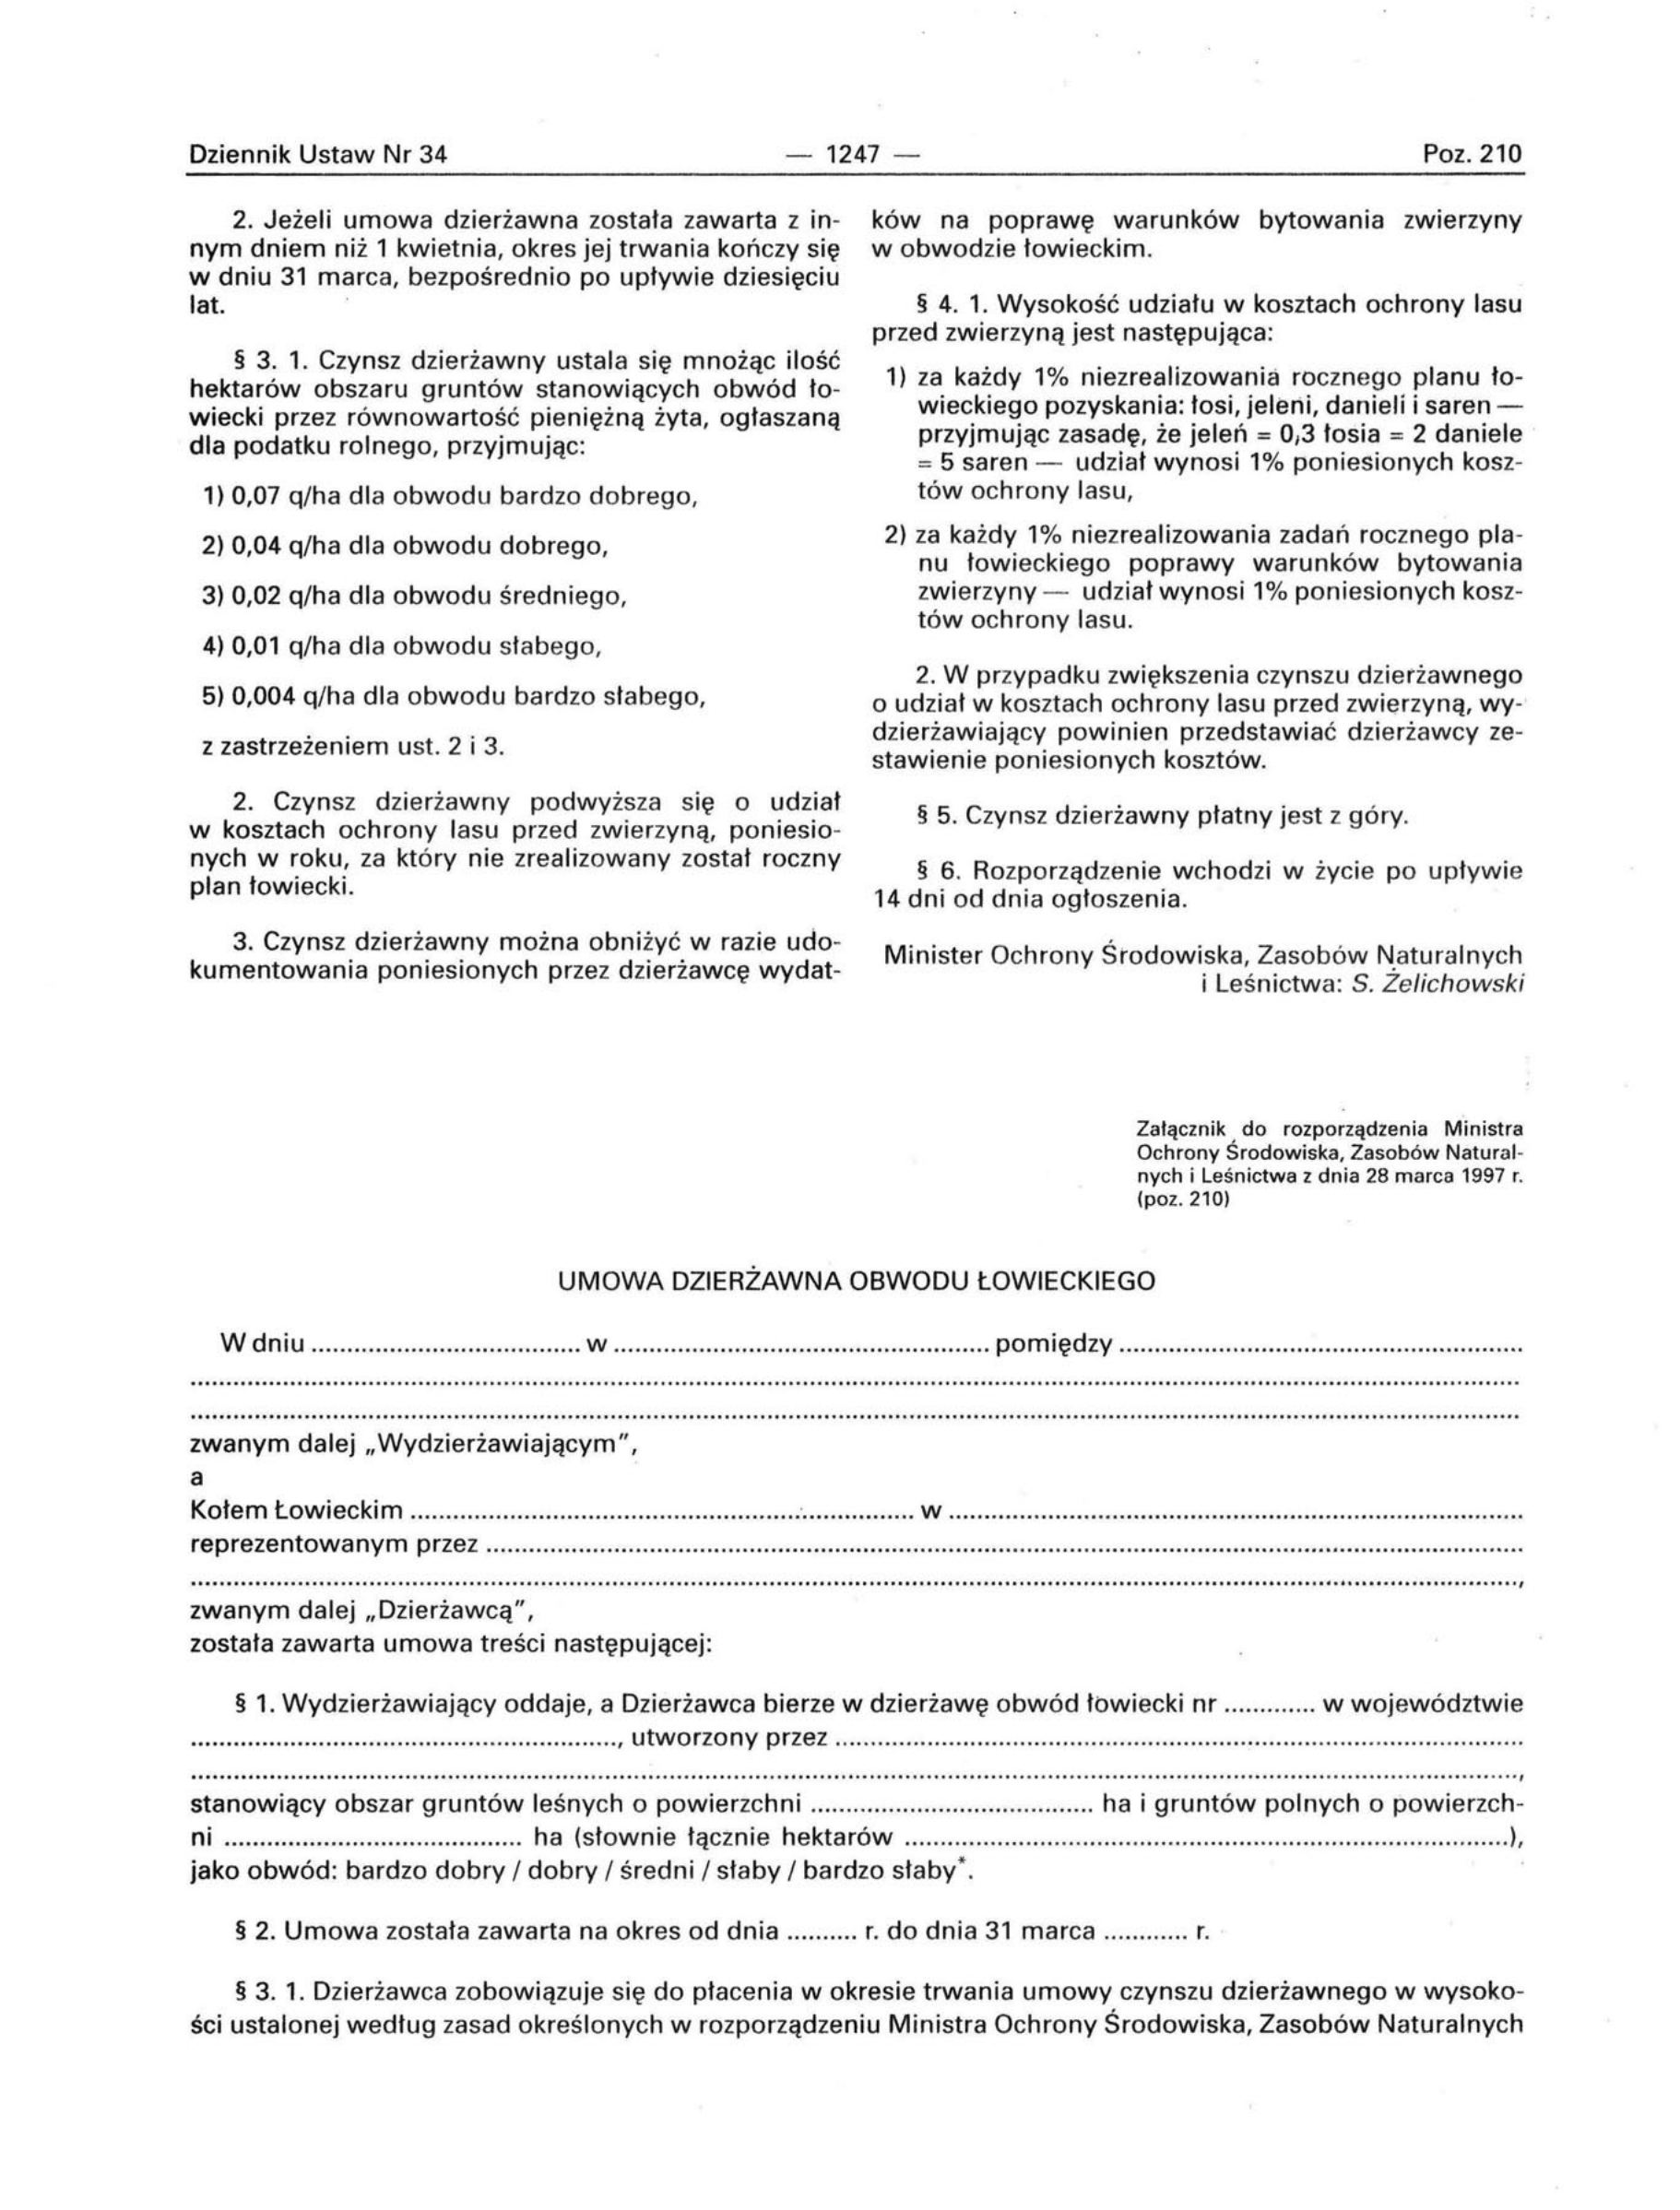 Dziennik Ustaw Nr 34 — 1247 — Poz. 210
2. Jeżeli umowa dzierżawna została zawarta z in-
nym dniem niż 1 kwietnia, okres jej trwania kończy się
w dniu 31 marca, bezpośrednio po upływie dziesięciu
lat.
§ 3. 1. Czynsz dzierżawny ustala się mnożąc ilość
hektarów obszaru gruntów stanowiących obwód ło-
wiecki przez równowartość pieniężną żyta, ogłaszaną
dla podatku rolnego, przyjmując:
1) 0,07 q/ha dla obwodu bardzo dobrego,
2) 0,04 q/ha dla obwodu dobrego,
3) 0,02 q/ha dla obwodu średniego,
4) 0,01 q/ha dla obwodu słabego,
5) 0,004 q/ha dla obwodu bardzo słabego,
z zastrzeżeniem ust. 2 i 3.
2. Czynsz dzierżawny podwyższa się o udział
w kosztach ochrony lasu przed zwierzyną, poniesio-
nych w roku, za który nie zrealizowany został roczny
plan łowiecki.
3. Czynsz dzierżawny można obniżyć w razie udo-
kumentowania poniesionych przez dzierżawcę wydat-
ków na poprawę warunków bytowania zwierzyny
w obwodzie łowieckim.
§ 4. 1. Wysokość udziału w kosztach ochrony lasu
przed zwierzyną jest następująca:
1) za każdy 1% niezrealizowania rocznego planu ło-
wieckiego pozyskania: łosi, jeleni, danieli i saren —
przyjmując zasadę, że jeleń = 0,3 łosia = 2 daniele
= 5 saren — udział wynosi 1% poniesionych kosz-
tów ochrony lasu,
2) za każdy 1% niezrealizowania zadań rocznego pla-
nu łowieckiego poprawy warunków bytowania
zwierzyny — udział wynosi 1% poniesionych kosz-
tów ochrony lasu.
2. W przypadku zwiększenia czynszu dzierżawnego
o udział w kosztach ochrony lasu przed zwierzyną, wy-
dzierżawiający powinien przedstawiać dzierżawcy ze-
stawienie poniesionych kosztów.
§ 5. Czynsz dzierżawny płatny jest z góry.
§ 6. Rozporządzenie wchodzi w życie po upływie
14 dni od dnia ogłoszenia.
Minister Ochrony Środowiska, Zasobów Naturalnych
i Leśnictwa: S. Żelichowski
Załącznik do rozporządzenia Ministra
Ochrony Środowiska, Zasobów Natural-
nych i Leśnictwa z dnia 28 marca 1997 r.
(poz. 210)
UMOWA DZIERŻAWNA OBWODU ŁOWIECKIEGO
W dniu .................... w .................... pomiędzy ....................
....................
....................
zwanym dalej „Wydzierżawiającym",
a
Kołem Łowieckim .................... w ....................
reprezentowanym przez ....................
....................,
zwanym dalej „Dzierżawcą",
została zawarta umowa treści następującej:
§ 1. Wydzierżawiający oddaje, a Dzierżawca bierze w dzierżawę obwód łowiecki nr ............. w województwie
...................., utworzony przez ....................
....................,
stanowiący obszar gruntów leśnych o powierzchni .................... ha i gruntów polnych o powierzch-
ni .................... ha (słownie łącznie hektarów ....................),
jako obwód: bardzo dobry / dobry / średni / słaby / bardzo słaby*.
§ 2. Umowa została zawarta na okres od dnia .......... r. do dnia 31 marca ............ r.
§ 3. 1. Dzierżawca zobowiązuje się do płacenia w okresie trwania umowy czynszu dzierżawnego w wysoko-
ści ustalonej według zasad określonych w rozporządzeniu Ministra Ochrony Środowiska, Zasobów Naturalnych